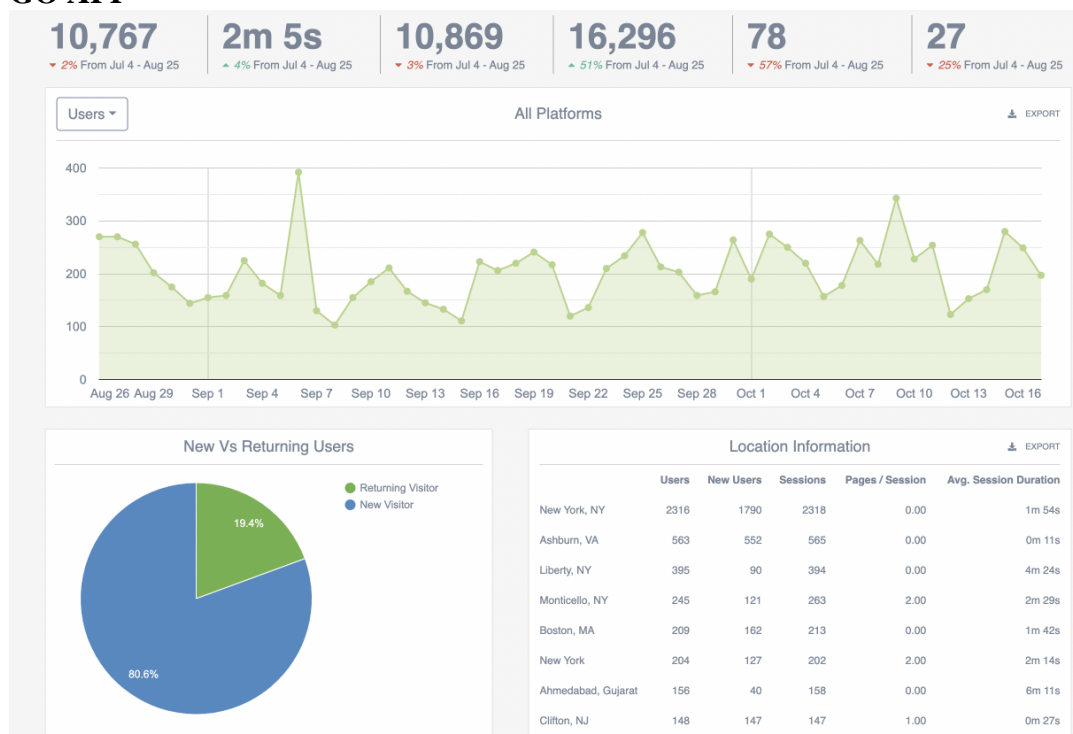 10,767 2m 5s 10,869 16,296 78 27
2% From Jul 4 - Aug 25 4% From Jul 4 - Aug 25 3% From Jul 4 - Aug 25 51% From Jul 4 - Aug 25 57% From Jul 4 - Aug 25 25% From Jul 4 - Aug 25
Users All Platforms EXPORT
400
300
200
100
0
Aug 26 Aug 29 Sep 1 Sep 4 Sep 7 Sep 10 Sep 13 Sep 16 Sep 19 Sep 22 Sep 25 Sep 28 Oct 1 Oct 4 Oct 7 Oct 10 Oct 13 Oct 16
New Vs Returning Users
Returning Visitor
New Visitor
19.4%
80.6%
Location Information EXPORT
Users New Users Sessions Pages / Session Avg. Session Duration
New York, NY 2316 1790 2318 0.00 1m 54s
Ashburn, VA 563 552 565 0.00 0m 11s
Liberty, NY 395 90 394 0.00 4m 24s
Monticello, NY 245 121 263 2.00 2m 29s
Boston, MA 209 162 213 0.00 1m 42s
New York 204 127 202 2.00 2m 14s
Ahmedabad, Gujarat 156 40 158 0.00 6m 11s
Clifton, NJ 148 147 147 1.00 0m 27s